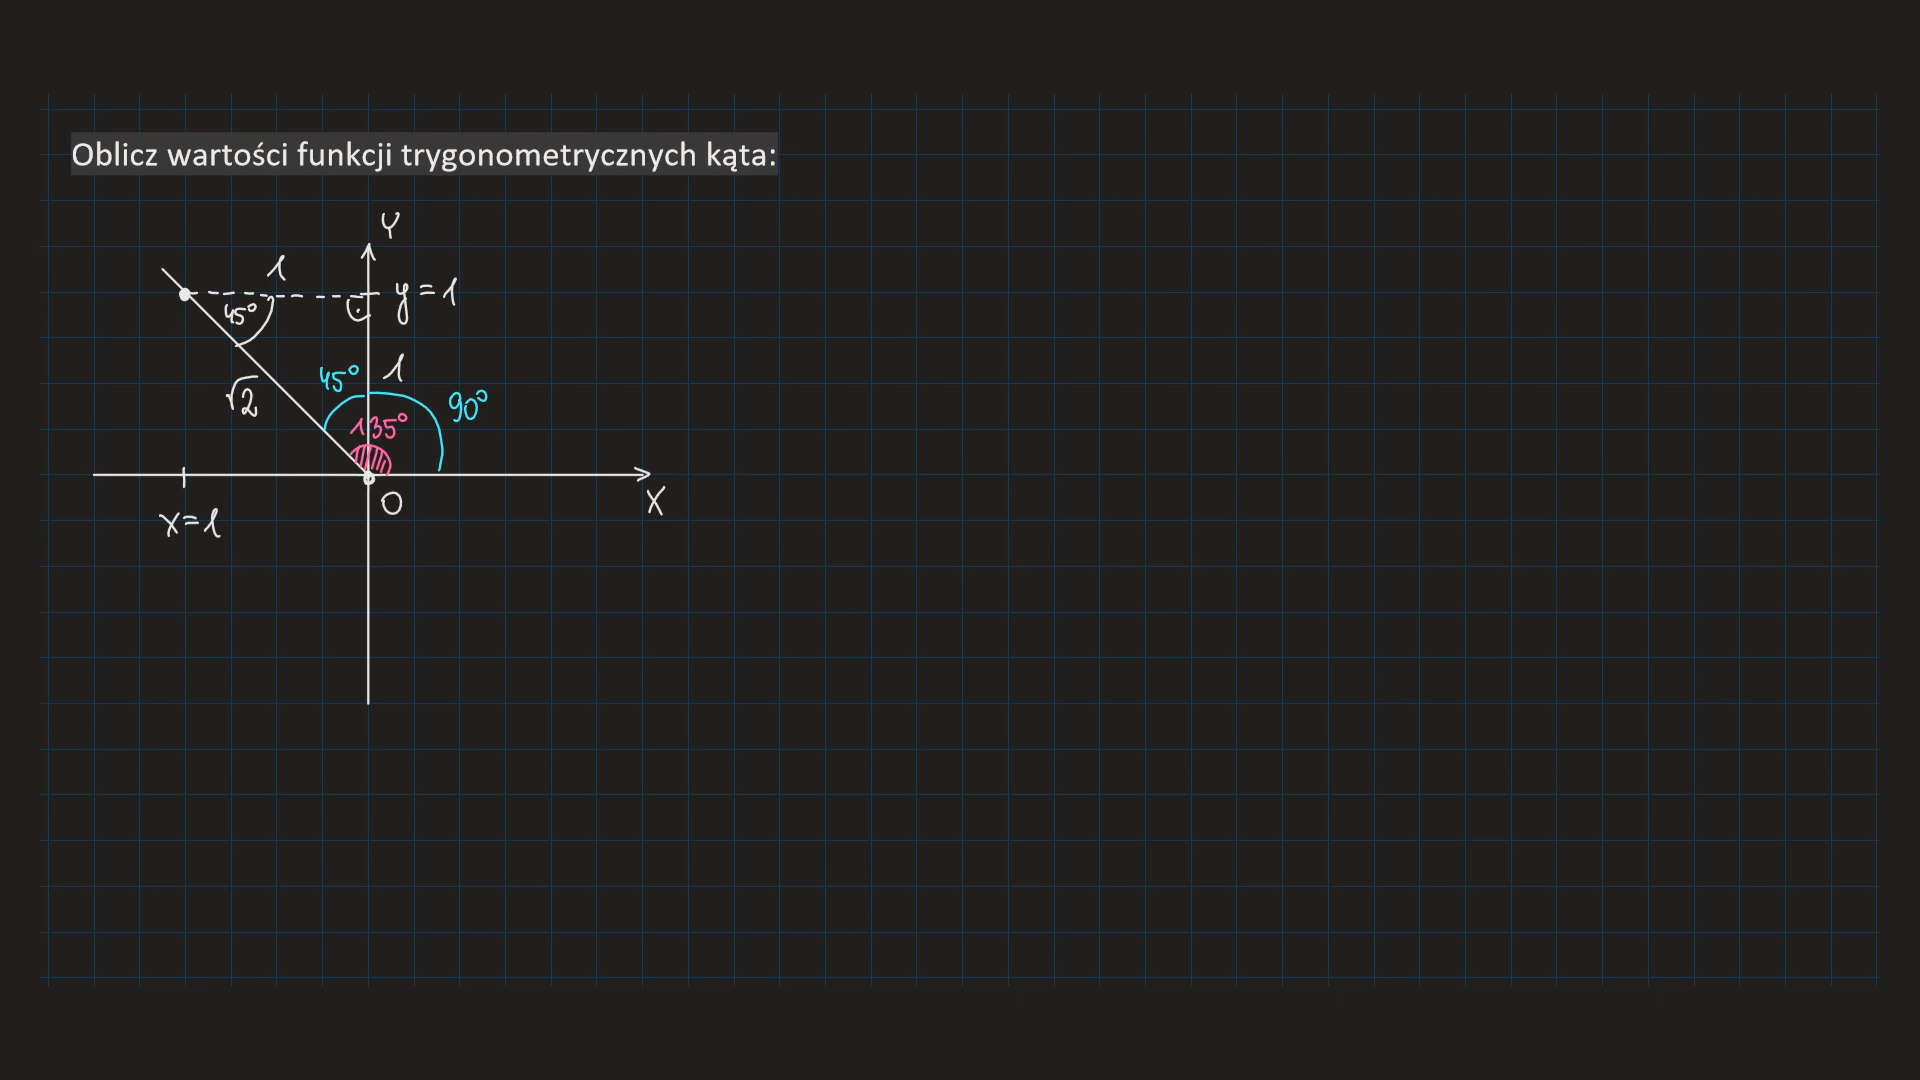 Oblicz wartości funkcji trygonometrycznych kąta:
Y
1
y=1
45°
1
45°
90°
√2
135°
O
X
x=1